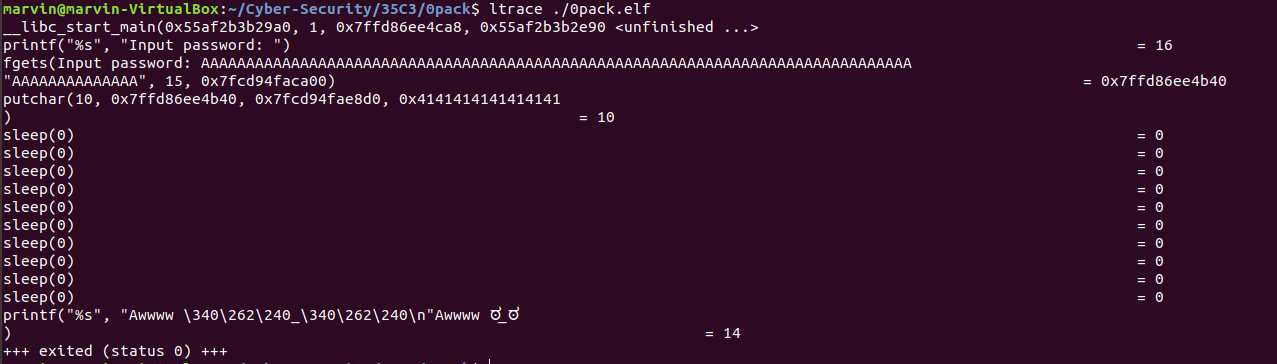 marvin@marvin-VirtualBox:~/Cyber-Security/35C3/0pack$ ltrace ./0pack.elf
__libc_start_main(0x55af2b3b29a0, 1, 0x7ffd86ee4ca8, 0x55af2b3b2e90 <unfinished ...>
printf("%s", "Input password: ") = 16
fgets(Input password: AAAAAAAAAAAAAAAAAAAAAAAAAAAAAAAAAAAAAAAAAAAAAAAAAAAAAAAAAAAAAAAAAAAAAAAAAAAAAAA
"AAAAAAAAAAAAAA", 15, 0x7fcd94faca00) = 0x7ffd86ee4b40
putchar(10, 0x7ffd86ee4b40, 0x7fcd94fae8d0, 0x4141414141414141
) = 10
sleep(0) = 0
sleep(0) = 0
sleep(0) = 0
sleep(0) = 0
sleep(0) = 0
sleep(0) = 0
sleep(0) = 0
sleep(0) = 0
sleep(0) = 0
sleep(0) = 0
printf("%s", "Awwww \340\262\240_\340\262\240\n"Awwww ಠ_ಠ
) = 14
+++ exited (status 0) +++